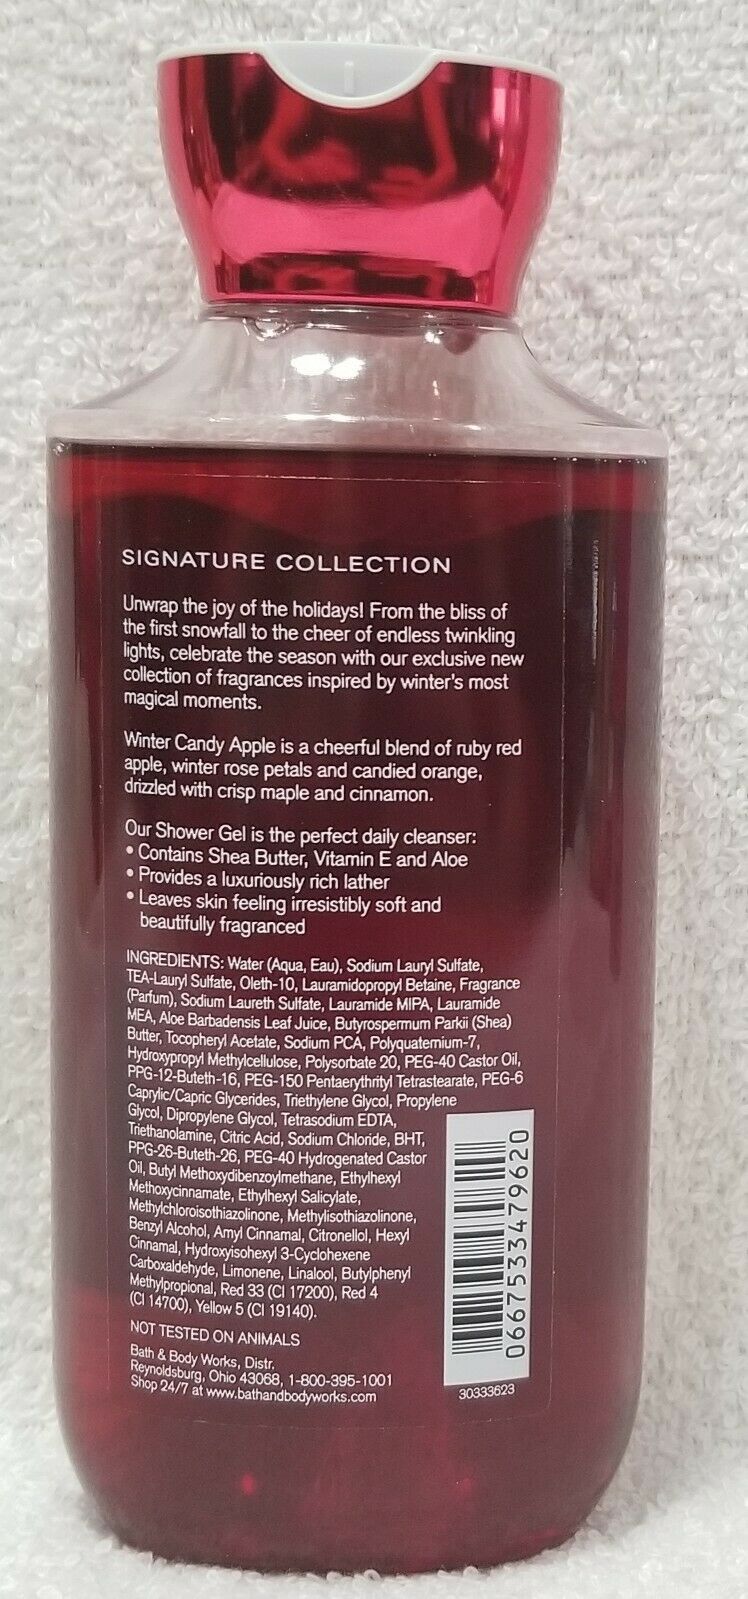 SIGNATURE COLLECTION
Unwrap the joy of the holidays! From the bliss of
the first snowfall to the cheer of endless twinkling
lights, celebrate the season with our exclusive new
collection of fragrances inspired by winter's most
magical moments.
Winter Candy Apple is a cheerful blend of ruby red
apple, winter rose petals and candied orange,
drizzled with crisp maple and cinnamon.
Our Shower Gel is the perfect daily cleanser:
• Contains Shea Butter, Vitamin E and Aloe
• Provides a luxuriously rich lather
• Leaves skin feeling irresistibly soft and
beautifully fragranced
INGREDIENTS: Water (Aqua, Eau), Sodium Lauryl Sulfate,
TEA-Lauryl Sulfate, Oleth-10, Lauramidopropyl Betaine, Fragrance
(Parfum), Sodium Laureth Sulfate, Lauramide MIPA, Lauramide
MEA, Aloe Barbadensis Leaf Juice, Butyrospermum Parkii (Shea)
Butter, Tocopheryl Acetate, Sodium PCA, Polyquaternium-7,
Hydroxypropyl Methylcellulose, Polysorbate 20, PEG-40 Castor Oil,
PPG-12-Buteth-16, PEG-150 Pentaerythrityl Tetrastearate, PEG-6
Caprylic/Capric Glycerides, Triethylene Glycol, Propylene
Glycol, Dipropylene Glycol, Tetrasodium EDTA,
Triethanolamine, Citric Acid, Sodium Chloride, BHT,
PPG-26-Buteth-26, PEG-40 Hydrogenated Castor
Oil, Butyl Methoxydibenzoylmethane, Ethylhexyl
Methoxycinnamate, Ethylhexyl Salicylate,
Methylchloroisothiazolinone, Methylisothiazolinone,
Benzyl Alcohol, Amyl Cinnamal, Citronellol, Hexyl
Cinnamal, Hydroxyisohexyl 3-Cyclohexene
Carboxaldehyde, Limonene, Linalool, Butylphenyl
Methylpropional, Red 33 (CI 17200), Red 4
(CI 14700), Yellow 5 (CI 19140).
NOT TESTED ON ANIMALS
Bath & Body Works, Distr.
Reynoldsburg, Ohio 43068, 1-800-395-1001
Shop 24/7 at www.bathandbodyworks.com
0667533479620
30333623